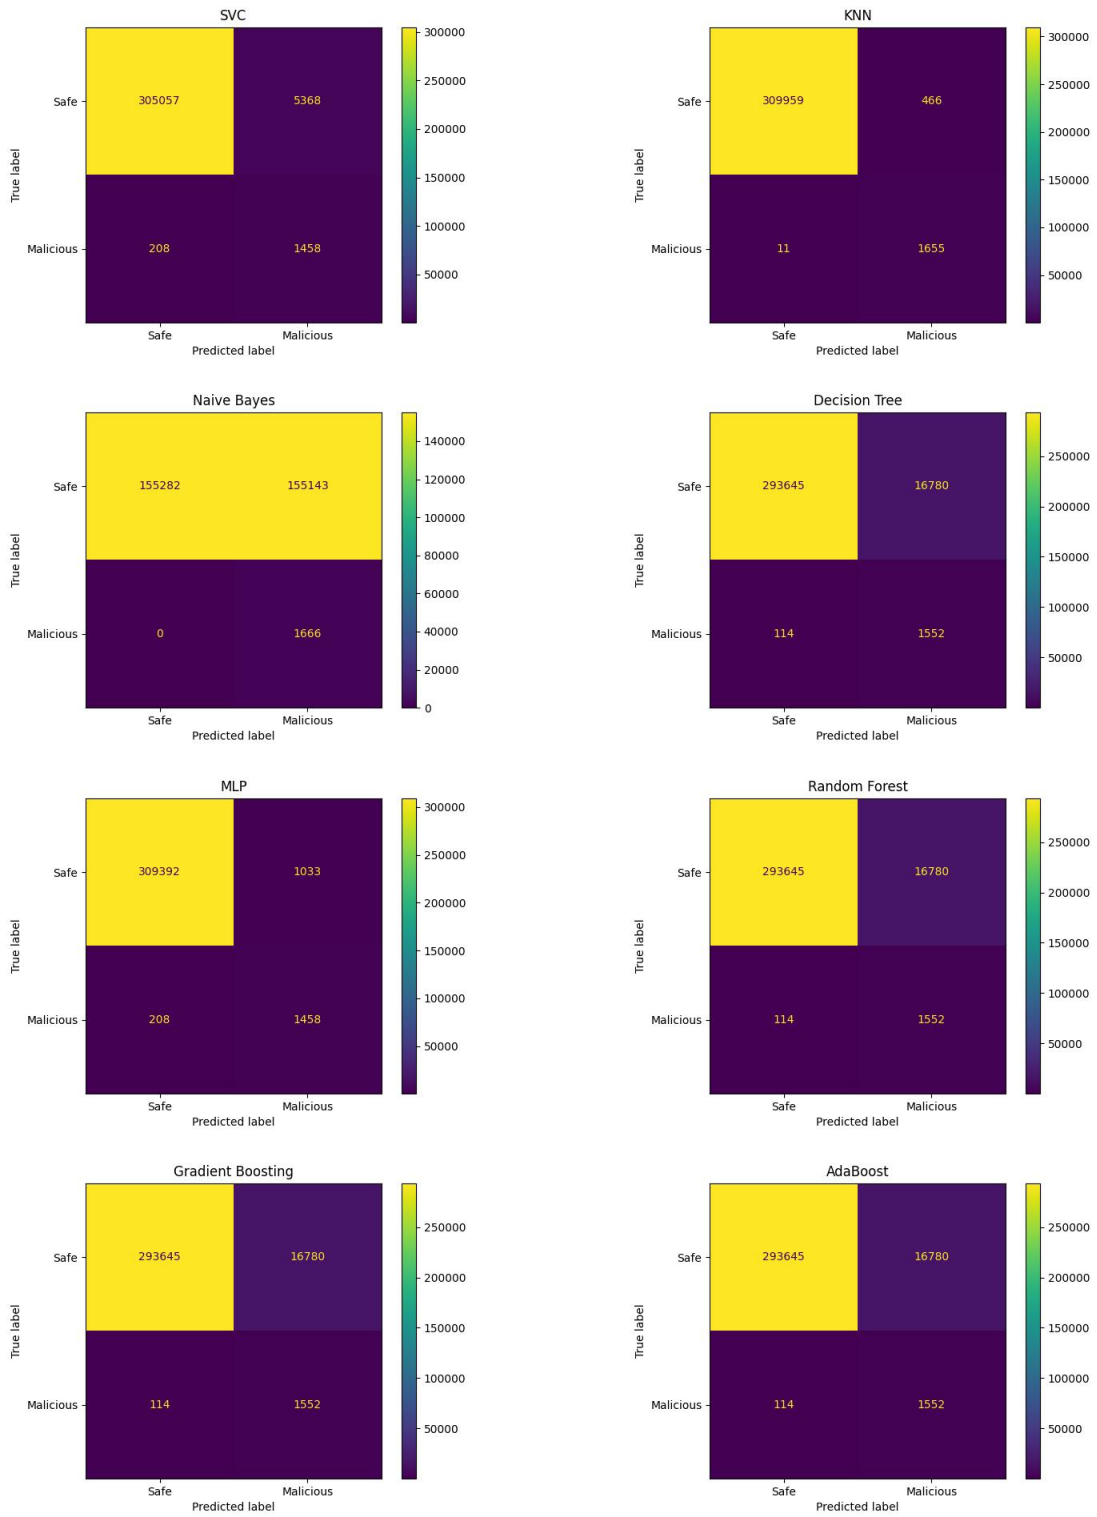 SVC
300000
250000
200000
150000
100000
50000
Safe
Malicious
True label
305057
5368
208
1458
Safe
Malicious
Predicted label
KNN
300000
250000
200000
150000
100000
50000
Safe
Malicious
True label
309959
466
11
1655
Safe
Malicious
Predicted label
Naive Bayes
140000
120000
100000
80000
60000
40000
20000
0
Safe
Malicious
True label
155282
155143
0
1666
Safe
Malicious
Predicted label
Decision Tree
250000
200000
150000
100000
50000
Safe
Malicious
True label
293645
16780
114
1552
Safe
Malicious
Predicted label
MLP
300000
250000
200000
150000
100000
50000
Safe
Malicious
True label
309392
1033
208
1458
Safe
Malicious
Predicted label
Random Forest
250000
200000
150000
100000
50000
Safe
Malicious
True label
293645
16780
114
1552
Safe
Malicious
Predicted label
Gradient Boosting
250000
200000
150000
100000
50000
Safe
Malicious
True label
293645
16780
114
1552
Safe
Malicious
Predicted label
AdaBoost
250000
200000
150000
100000
50000
Safe
Malicious
True label
293645
16780
114
1552
Safe
Malicious
Predicted label